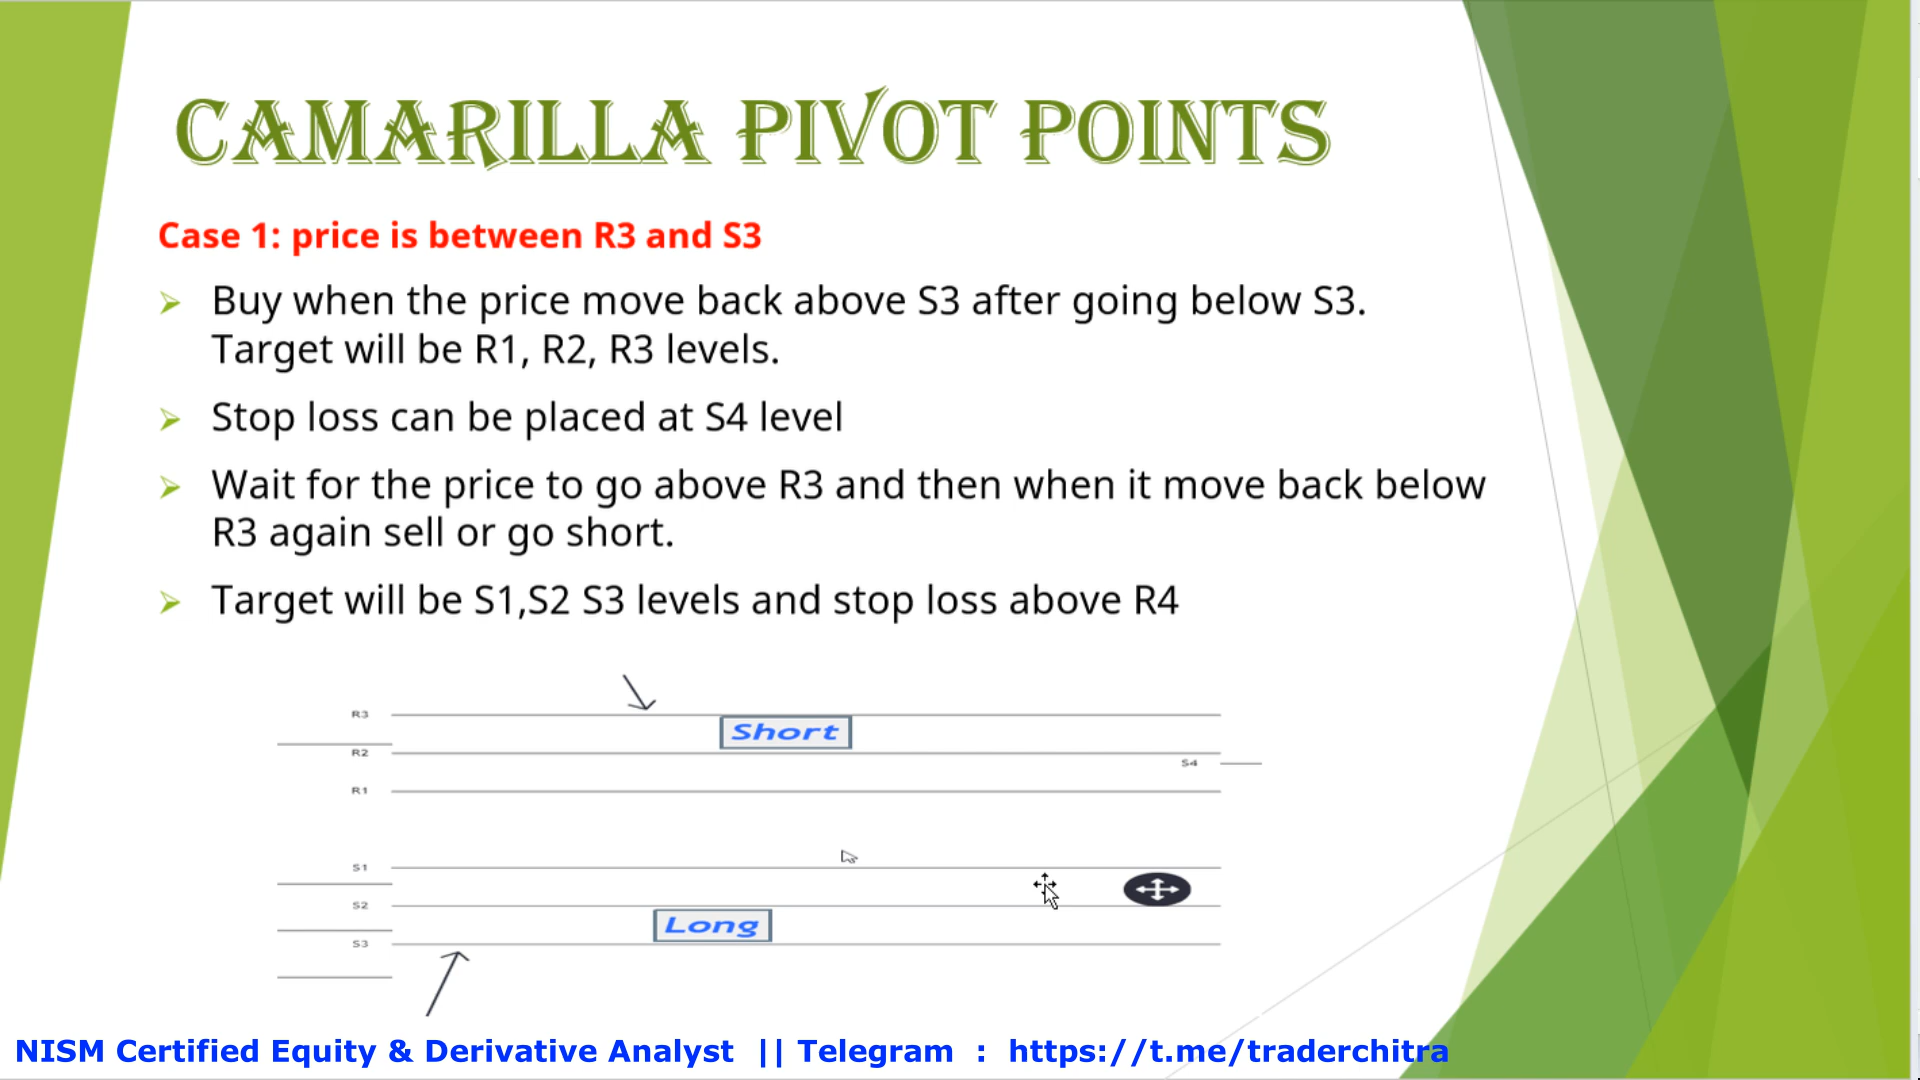 CAMARILLA PIVOT POINTS
Case 1: price is between R3 and S3
Buy when the price move back above S3 after going below S3.
Target will be R1, R2, R3 levels.
Stop loss can be placed at S4 level
Wait for the price to go above R3 and then when it move back below
R3 again sell or go short.
Target will be S1,S2 S3 levels and stop loss above R4
R3
Short
R2
S4
R1
S1
S2
Long
S3
NISM Certified Equity & Derivative Analyst || Telegram : https://t.me/traderchitra